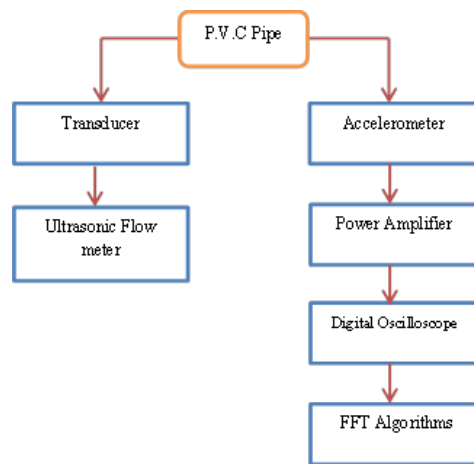 P.V.C Pipe
Transducer
Accelerometer
Ultrasonic Flow
meter
Power Amplifier
Digital Oscilloscope
FFT Algorithms